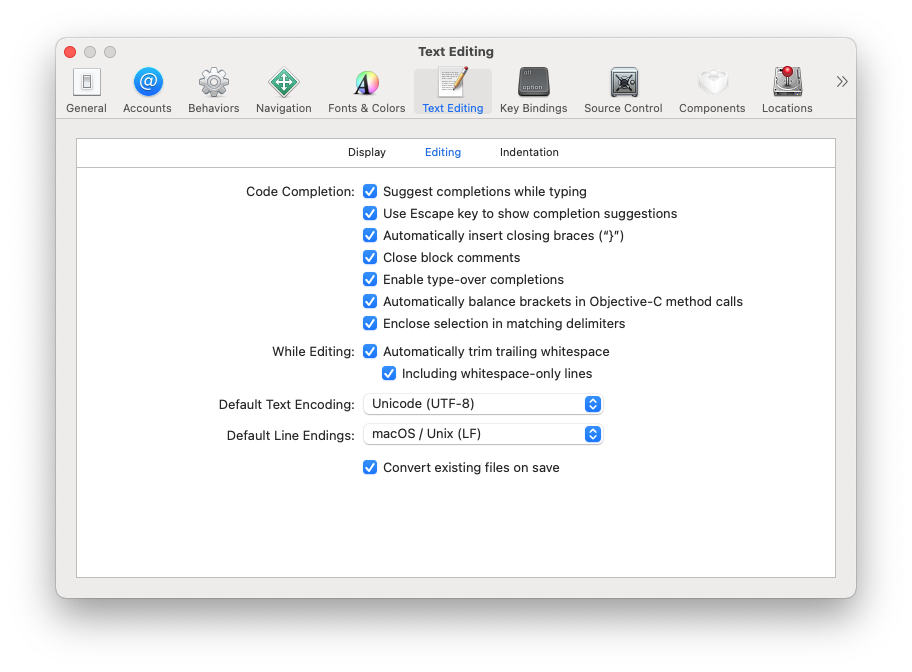 Text Editing
General Accounts Behaviors Navigation Fonts & Colors Text Editing Key Bindings Source Control Components Locations
off
option
Display Editing Indentation
Code Completion: Suggest completions while typing
Use Escape key to show completion suggestions
Automatically insert closing braces (“}”)
Close block comments
Enable type-over completions
Automatically balance brackets in Objective-C method calls
Enclose selection in matching delimiters
While Editing: Automatically trim trailing whitespace
Including whitespace-only lines
Default Text Encoding: Unicode (UTF-8)
Default Line Endings: macOS / Unix (LF)
Convert existing files on save